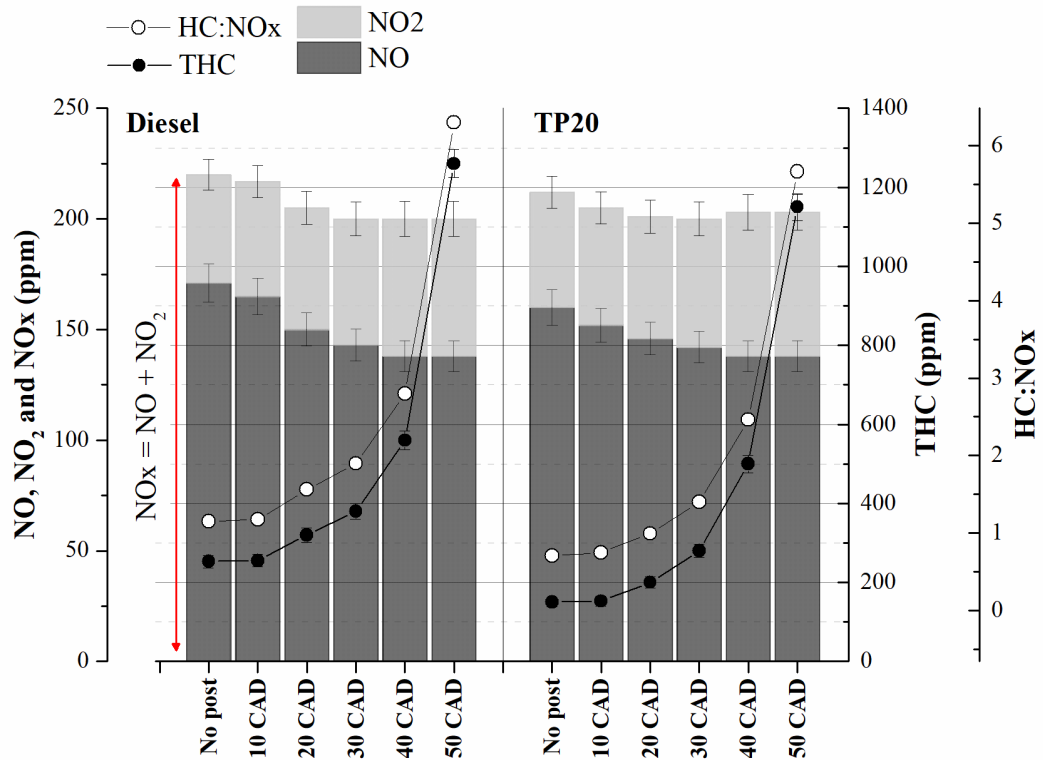 HC:NOx
THC
NO2
NO
Diesel
TP20
250
200
150
100
50
0
NO, NO2 and NOx (ppm)
NOx = NO + NO2
1400
1200
1000
800
600
400
200
0
THC (ppm)
6
5
4
3
2
1
0
HC:NOx
No post
10 CAD
20 CAD
30 CAD
40 CAD
50 CAD
No post
10 CAD
20 CAD
30 CAD
40 CAD
50 CAD